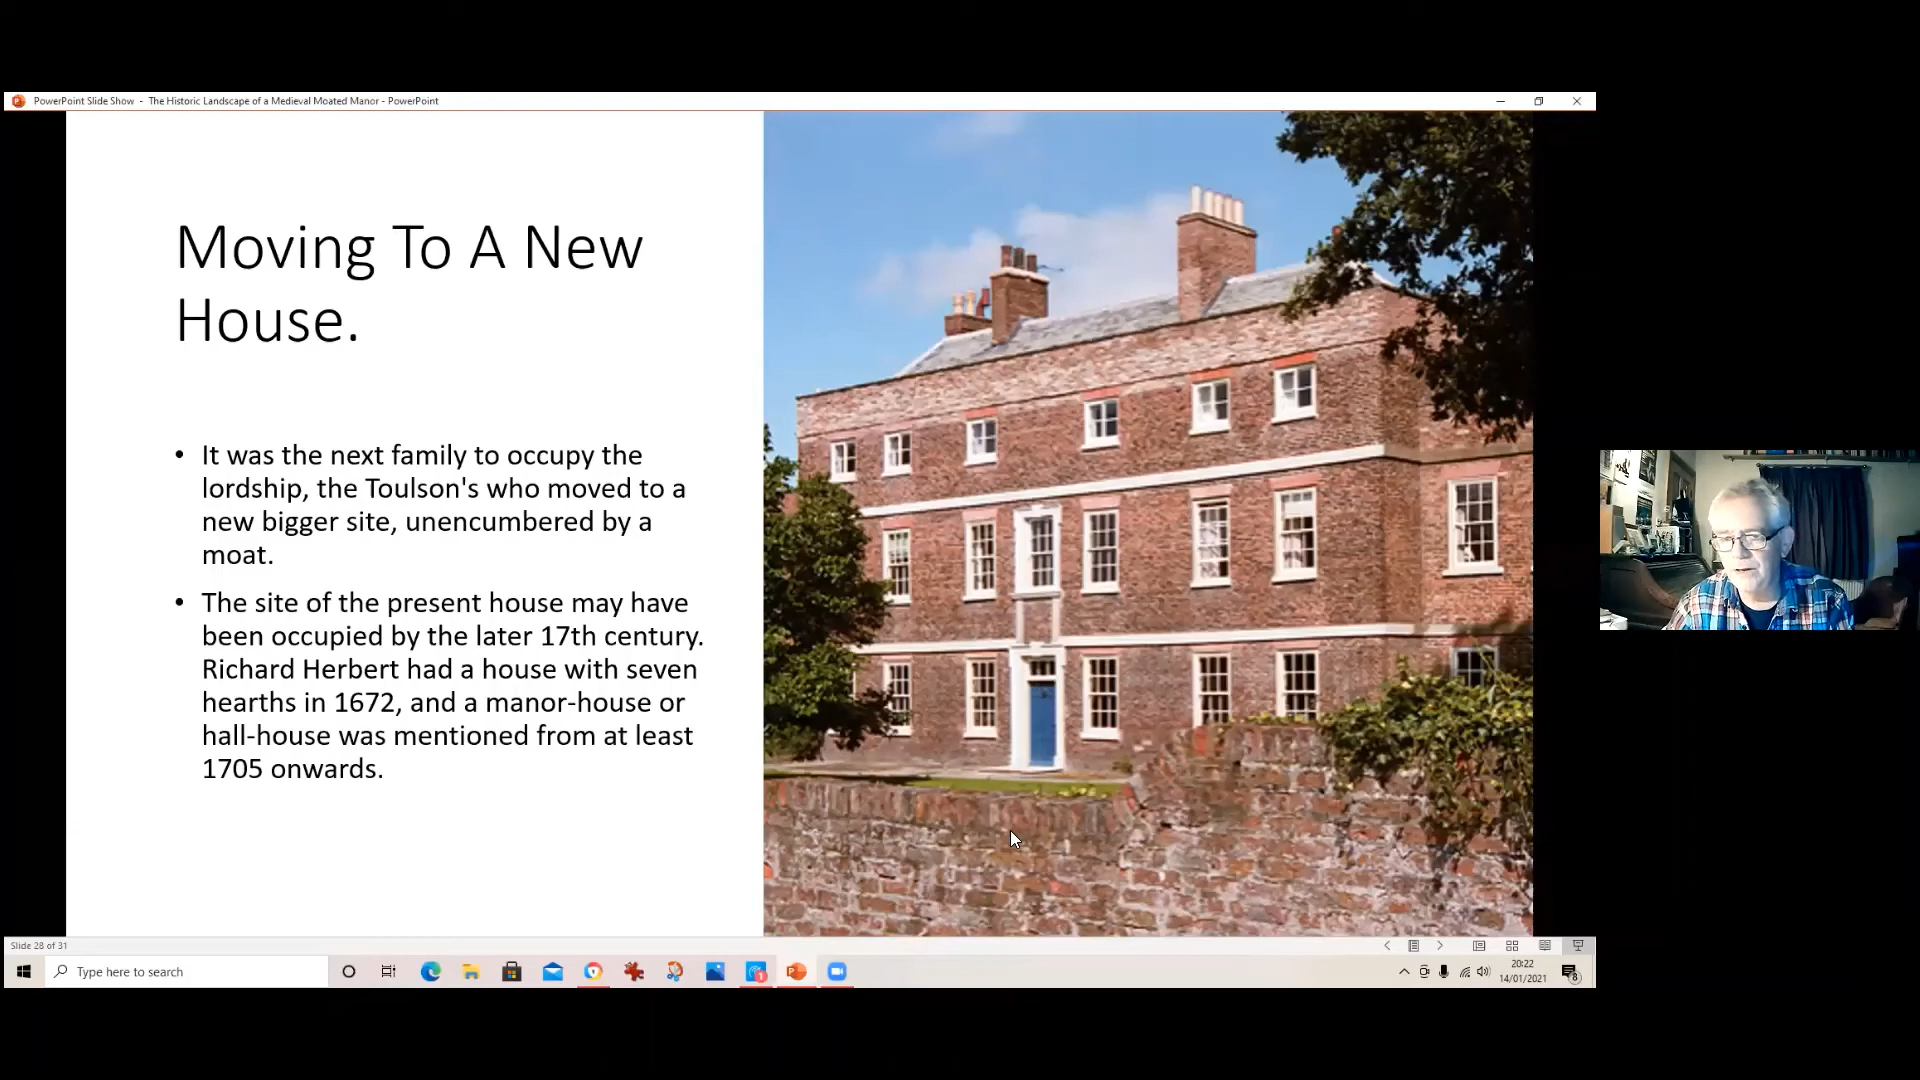 PowerPoint Slide Show - The Historic Landscape of a Medieval Moated Manor - PowerPoint
Moving To A New
House.
• It was the next family to occupy the
lordship, the Toulson's who moved to a
new bigger site, unencumbered by a
moat.
• The site of the present house may have
been occupied by the later 17th century.
Richard Herbert had a house with seven
hearths in 1672, and a manor-house or
hall-house was mentioned from at least
1705 onwards.
Slide 28 of 31
Type here to search
1
20:22
14/01/2021
8